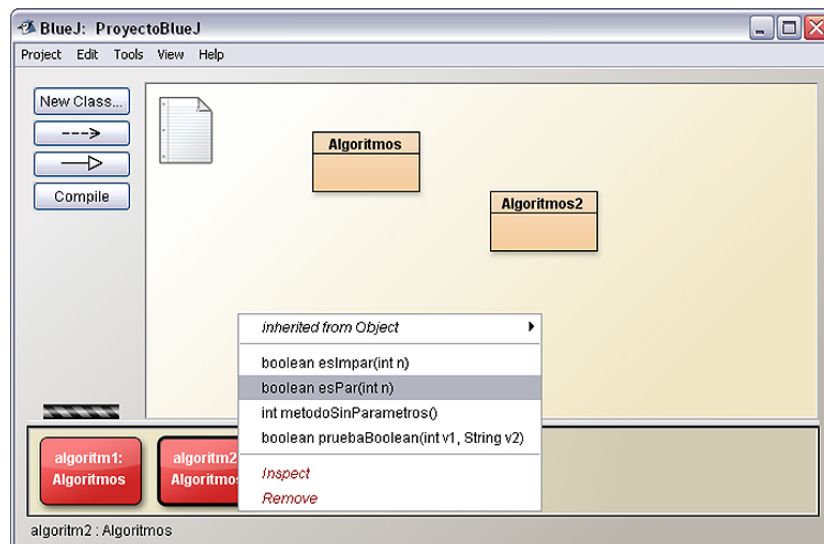 BlueJ: ProyectoBlueJ
Project Edit Tools View Help
New Class...
Compile
Algoritmos
Algoritmos2
inherited from Object
boolean esImpar(int n)
boolean esPar(int n)
int metodoSinParametros()
boolean pruebaBoolean(int v1, String v2)
Inspect
Remove
algoritm1:
Algoritmos
algoritm2
Algoritmo
algoritm2 : Algoritmos